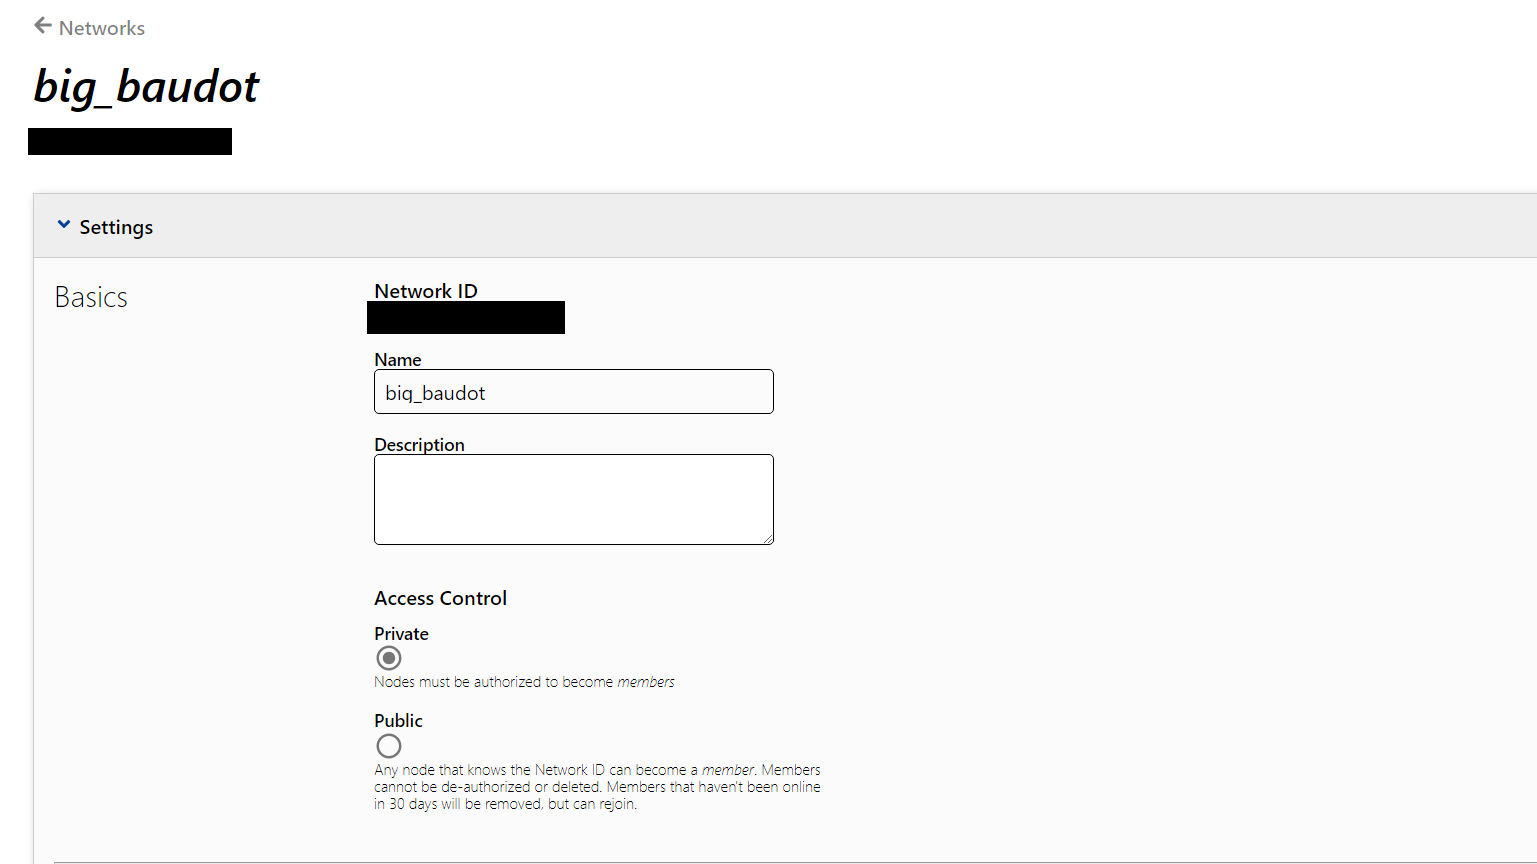 Networks
big_baudot
Settings
Basics
Network ID
Name
big_baudot
Description
Access Control
Private
Nodes must be authorized to become members
Public
Any node that knows the Network ID can become a member. Members
cannot be de-authorized or deleted. Members that haven't been online
in 30 days will be removed, but can rejoin.